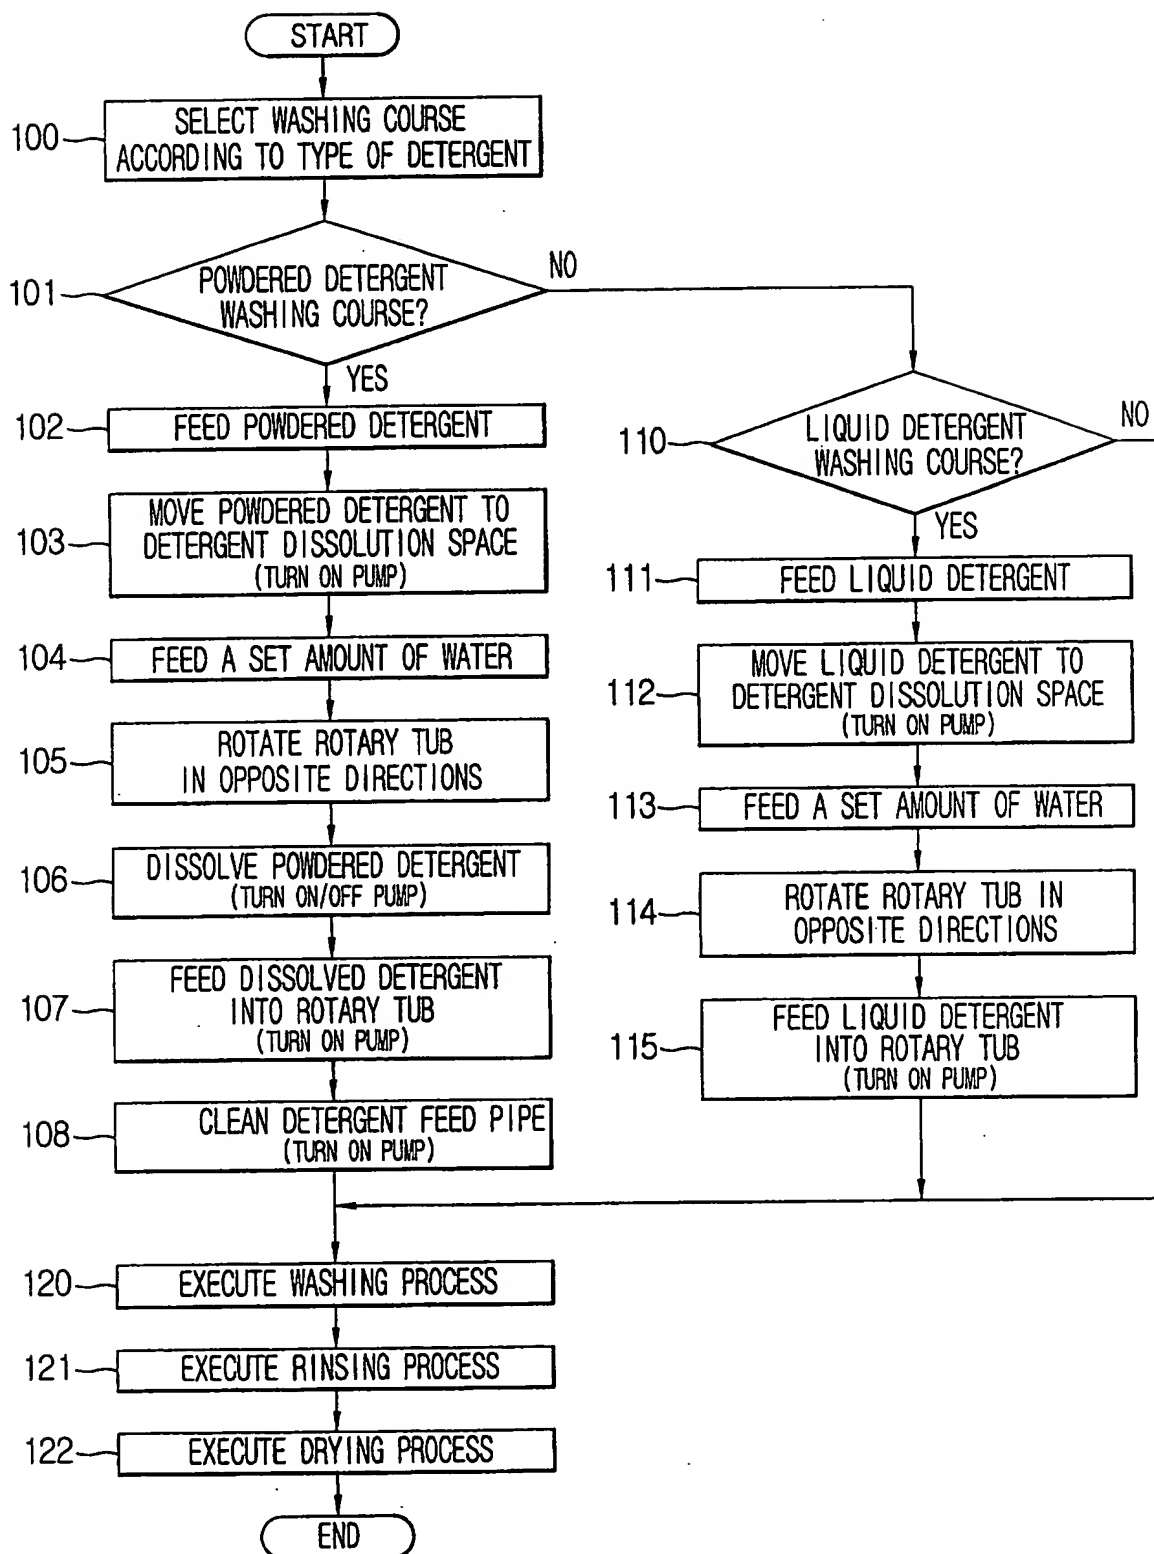 START
100
SELECT WASHING COURSE
ACCORDING TO TYPE OF DETERGENT
101
POWDERED DETERGENT
WASHING COURSE?
NO
YES
102
FEED POWDERED DETERGENT
103
MOVE POWDERED DETERGENT TO
DETERGENT DISSOLUTION SPACE
(TURN ON PUMP)
104
FEED A SET AMOUNT OF WATER
105
ROTATE ROTARY TUB
IN OPPOSITE DIRECTIONS
106
DISSOLVE POWDERED DETERGENT
(TURN ON/OFF PUMP)
107
FEED DISSOLVED DETERGENT
INTO ROTARY TUB
(TURN ON PUMP)
108
CLEAN DETERGENT FEED PIPE
(TURN ON PUMP)
110
LIQUID DETERGENT
WASHING COURSE?
NO
YES
111
FEED LIQUID DETERGENT
112
MOVE LIQUID DETERGENT TO
DETERGENT DISSOLUTION SPACE
(TURN ON PUMP)
113
FEED A SET AMOUNT OF WATER
114
ROTATE ROTARY TUB IN
OPPOSITE DIRECTIONS
115
FEED LIQUID DETERGENT
INTO ROTARY TUB
(TURN ON PUMP)
120
EXECUTE WASHING PROCESS
121
EXECUTE RINSING PROCESS
122
EXECUTE DRYING PROCESS
END